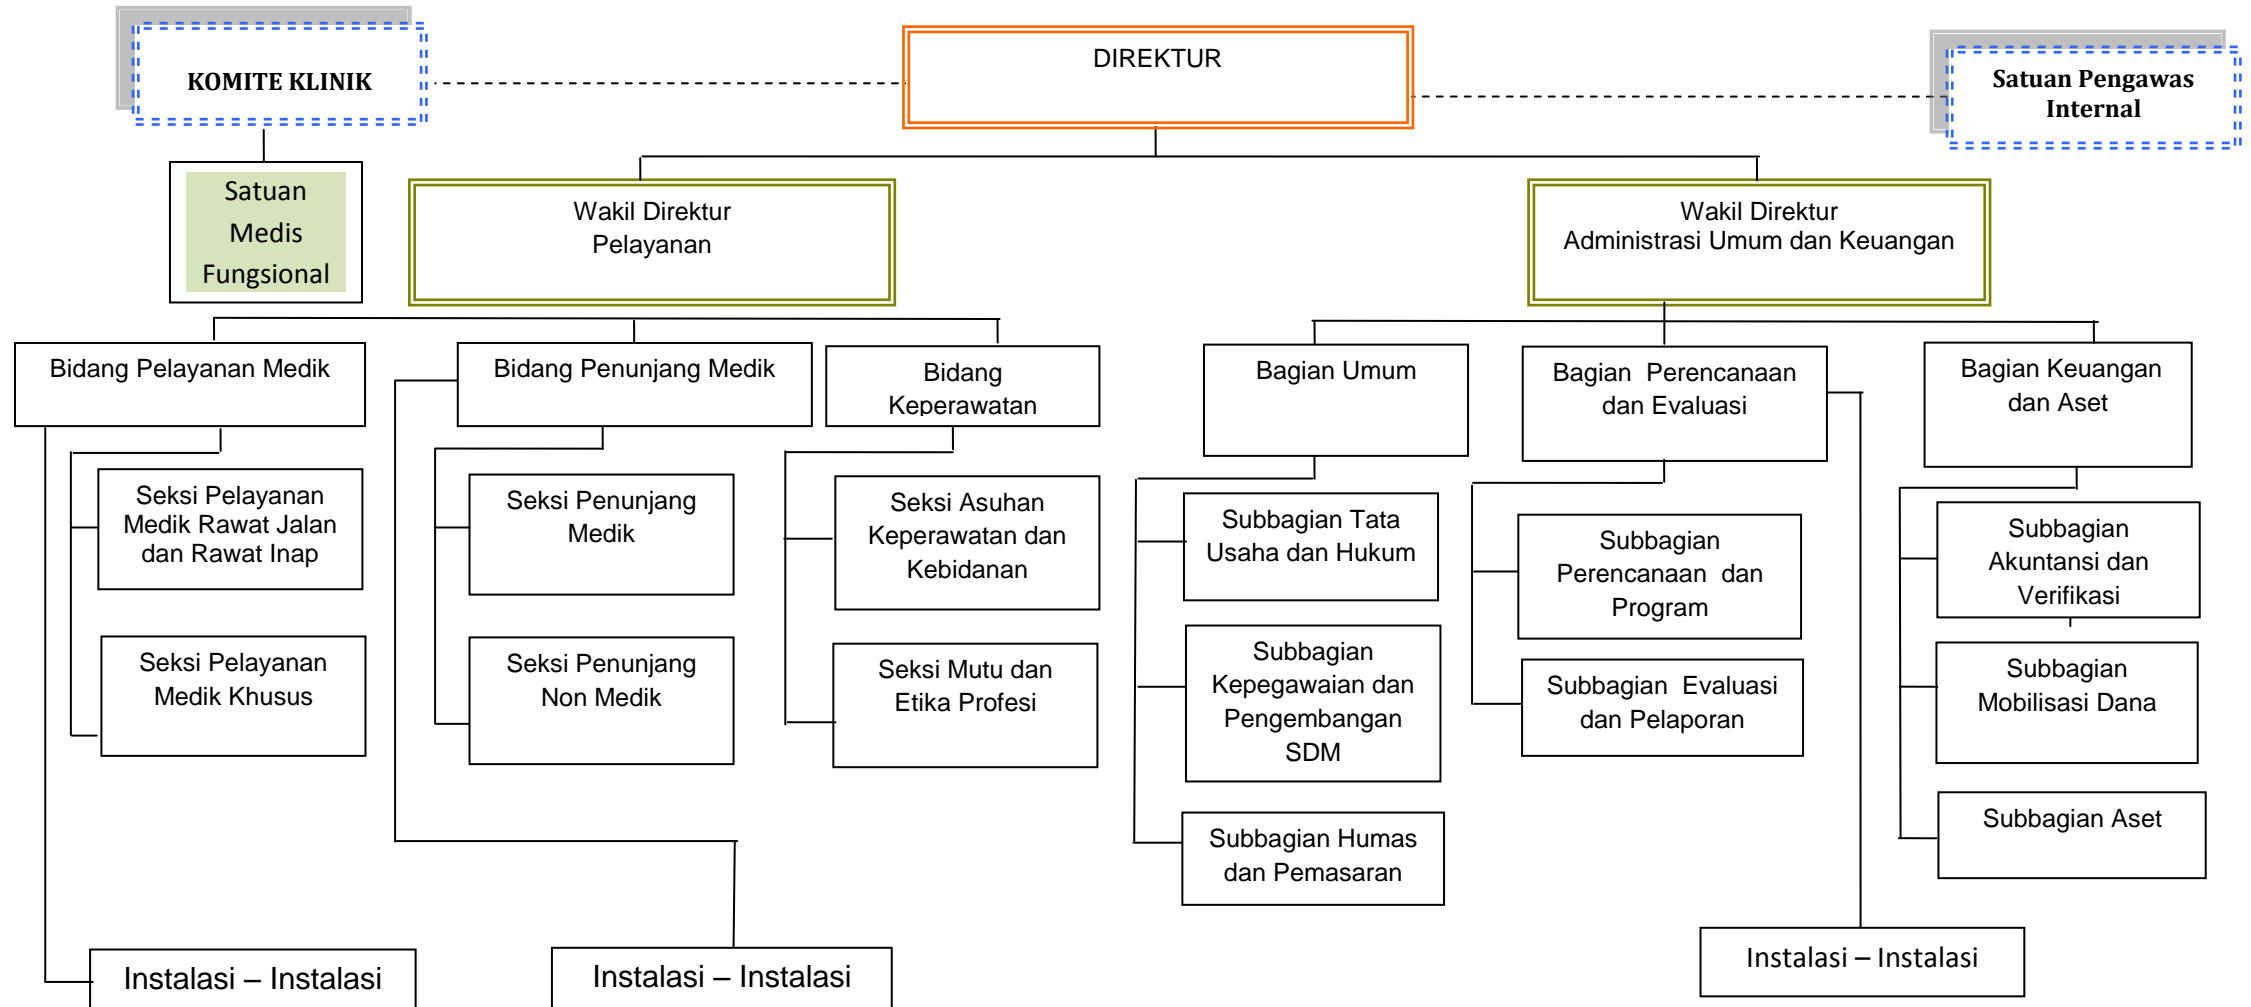 KOMITE KLINIK
DIREKTUR
Satuan Pengawas
Internal
Satuan
Medis
Fungsional
Wakil Direktur
Pelayanan
Wakil Direktur
Administrasi Umum dan Keuangan
Bidang Pelayanan Medik
Bidang Penunjang Medik
Bidang
Keperawatan
Bagian Umum
Bagian Perencanaan
dan Evaluasi
Bagian Keuangan
dan Aset
Seksi Pelayanan
Medik Rawat Jalan
dan Rawat Inap
Seksi Penunjang
Medik
Seksi Asuhan
Keperawatan dan
Kebidanan
Subbagian Tata
Usaha dan Hukum
Subbagian
Perencanaan dan
Program
Subbagian
Akuntansi dan
Verifikasi
Seksi Pelayanan
Medik Khusus
Seksi Penunjang
Non Medik
Seksi Mutu dan
Etika Profesi
Subbagian
Kepegawaian dan
Pengembangan
SDM
Subbagian Evaluasi
dan Pelaporan
Subbagian
Mobilisasi Dana
Subbagian Humas
dan Pemasaran
Subbagian Aset
Instalasi – Instalasi
Instalasi – Instalasi
Instalasi – Instalasi